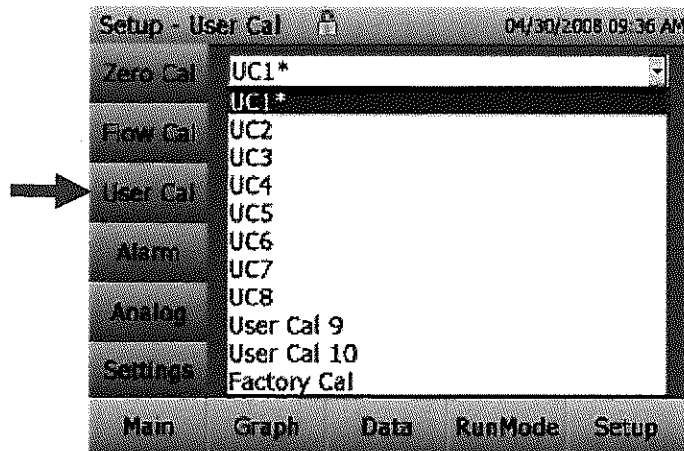 Setup - User Cal 04/30/2008 09:36 AM
Zero Cal
Flow Cal
User Cal
Alarm
Analog
Settings
UC1*
UC1*
UC2
UC3
UC4
UC5
UC6
UC7
UC8
User Cal 9
User Cal 10
Factory Cal
Main Graph Data RunMode Setup